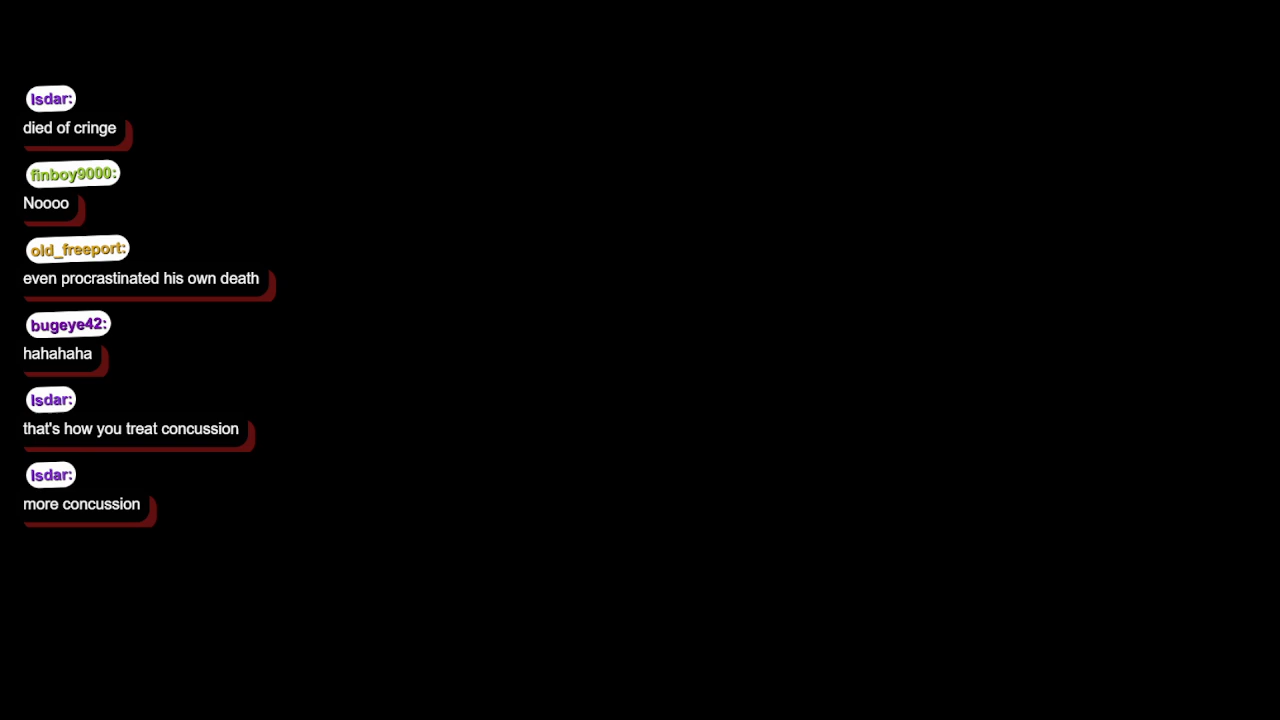 lsdar:
died of cringe
finboy9000:
Noooo
old_freeport:
even procrastinated his own death
bugeye42:
hahahaha
lsdar:
that's how you treat concussion
lsdar:
more concussion